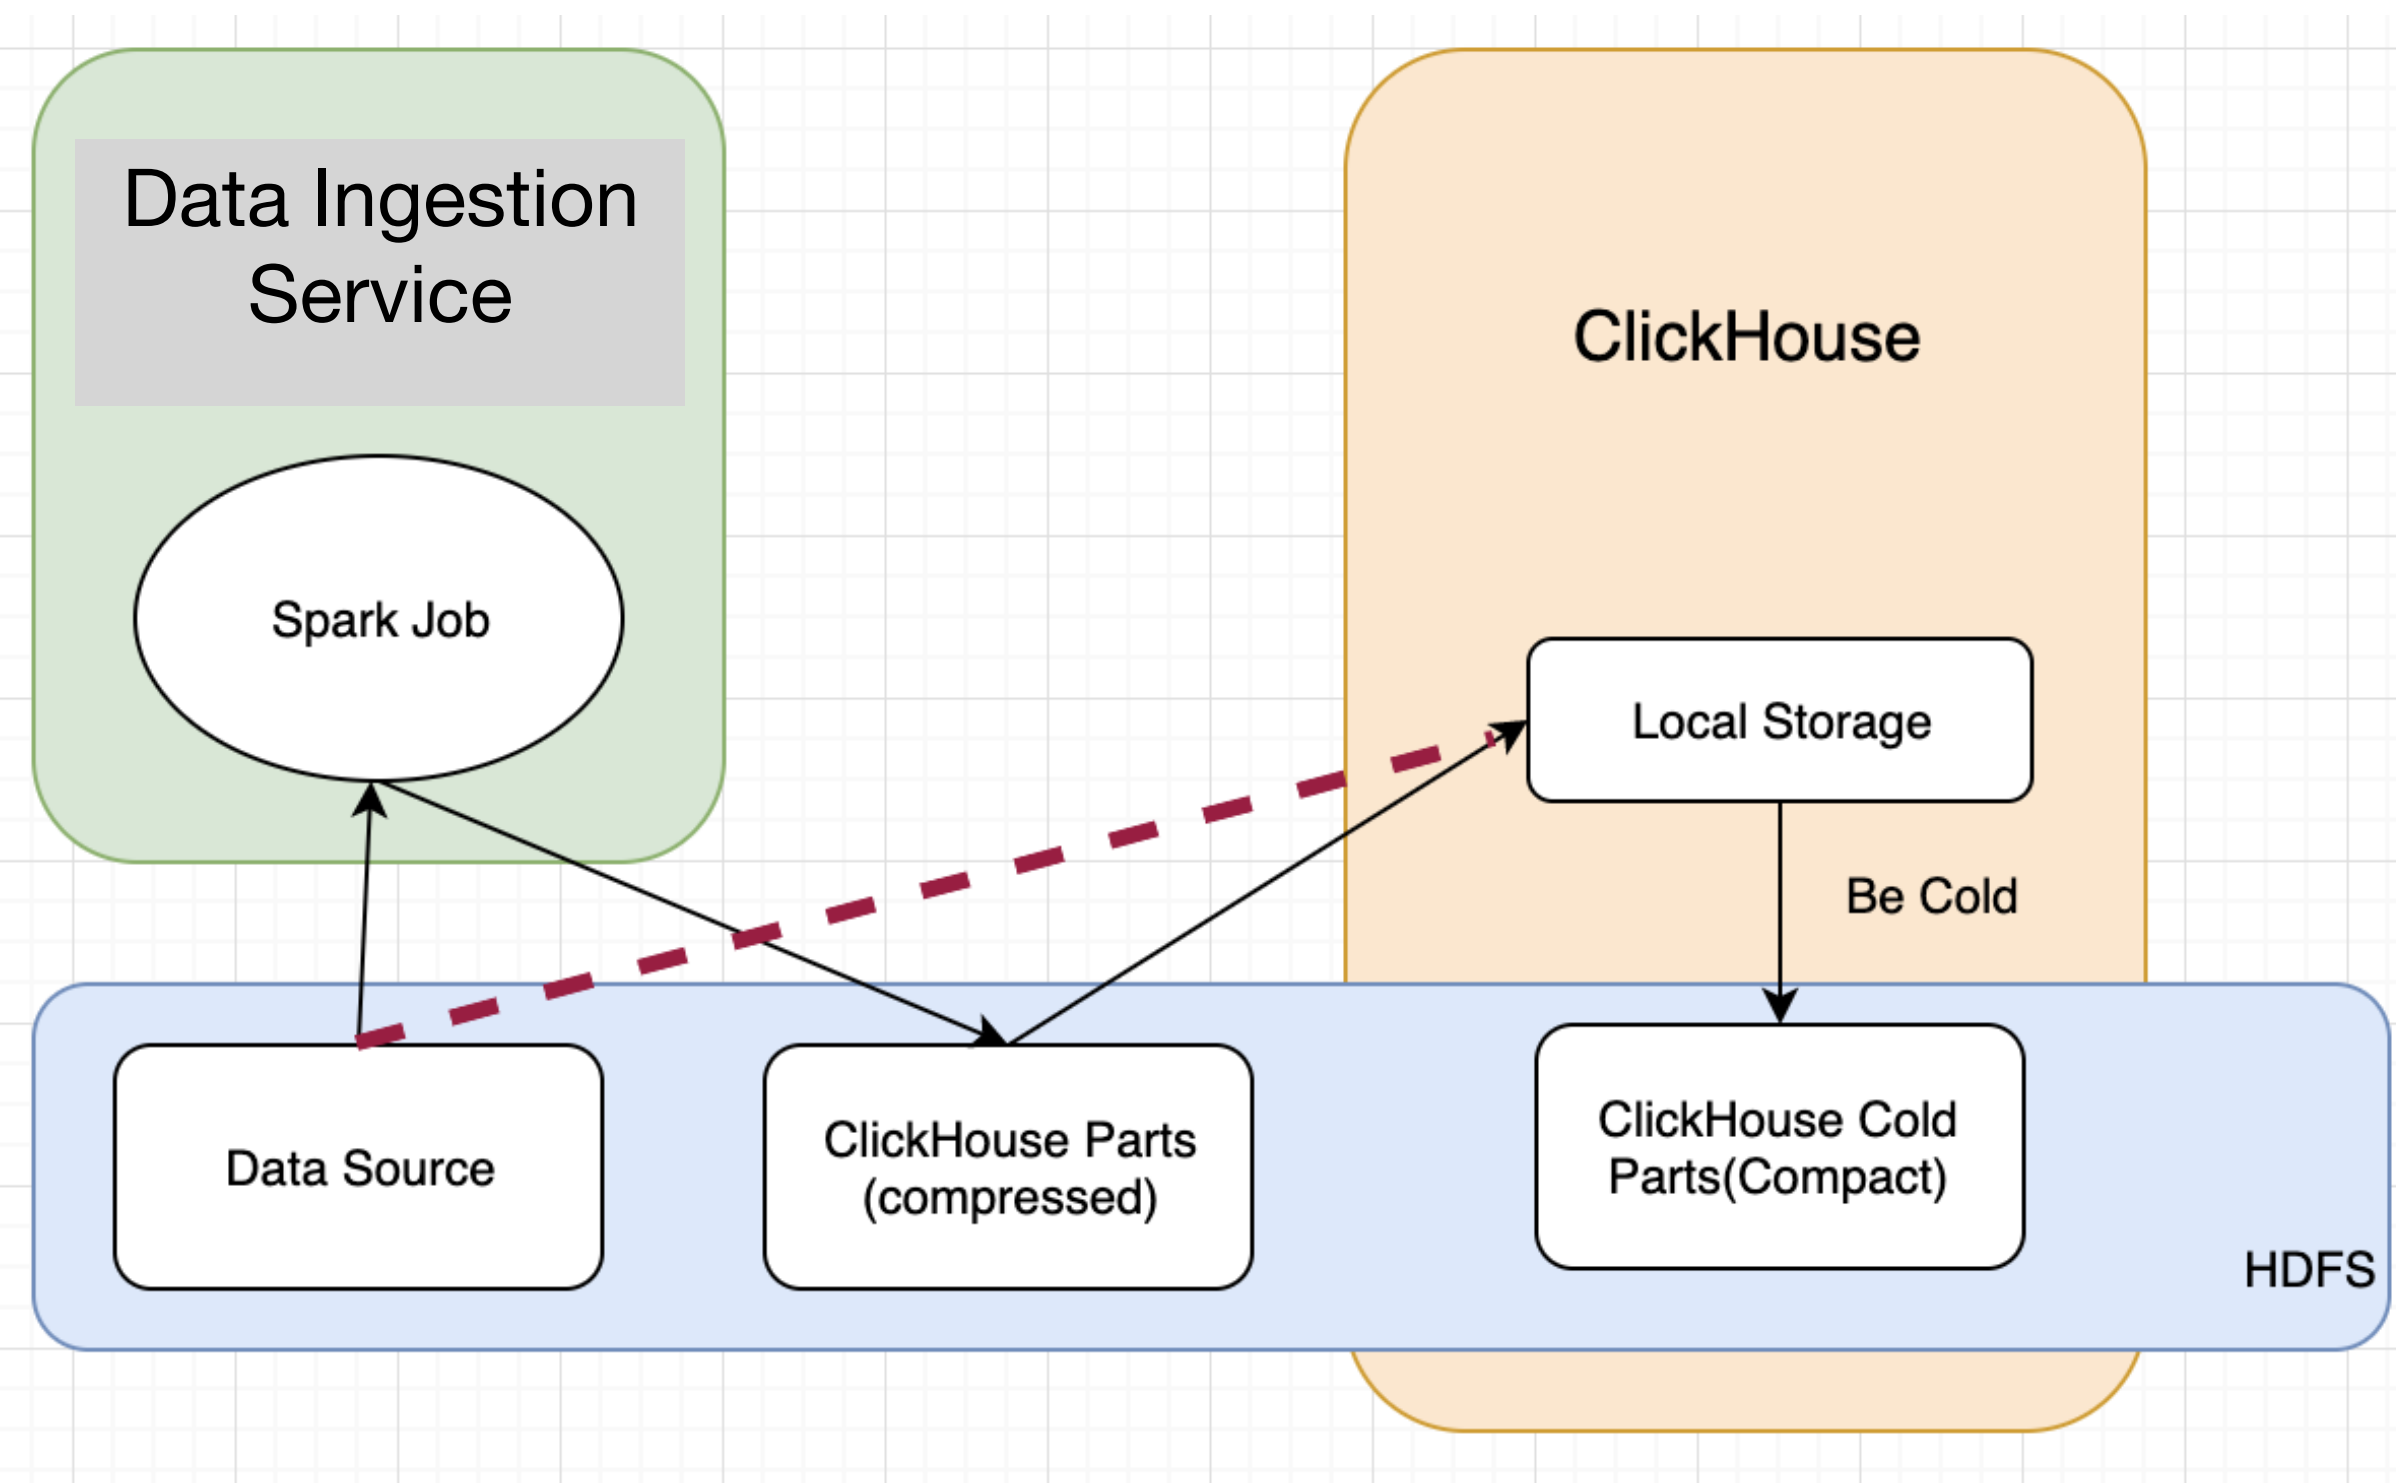 Data Ingestion
Service
ClickHouse
Spark Job
Local Storage
Be Cold
Data Source
ClickHouse Parts
(compressed)
ClickHouse Cold
Parts(Compact)
HDFS